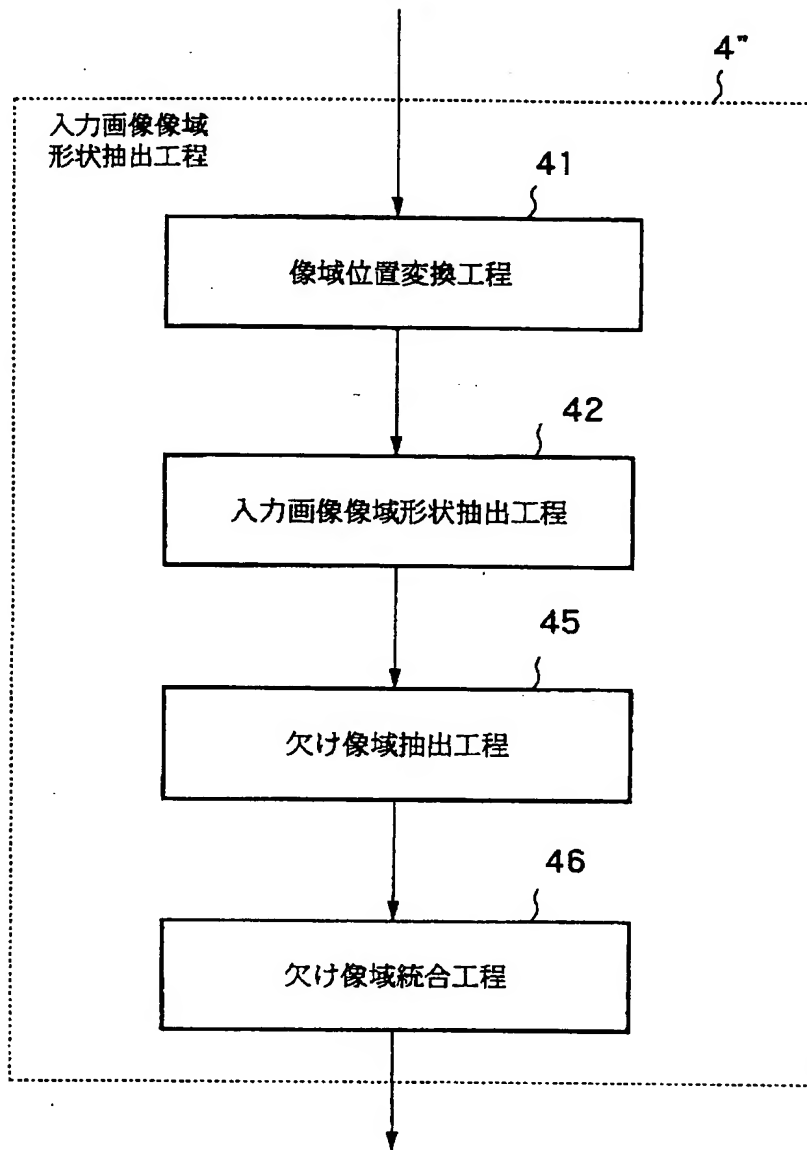 4"
入力画像像域
形状抽出工程
41
像域位置変換工程
42
入力画像像域形状抽出工程
45
欠け像域抽出工程
46
欠け像域統合工程